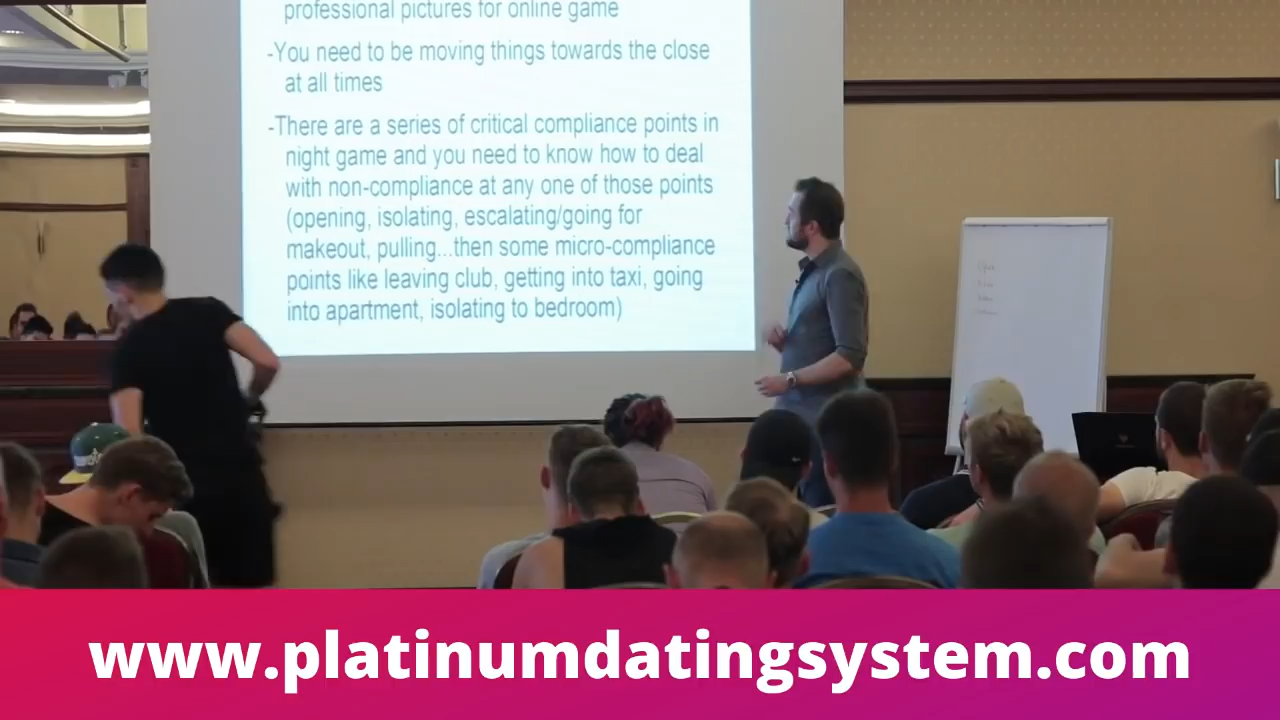 professional pictures for online game
-You need to be moving things towards the close
at all times
-There are a series of critical compliance points in
night game and you need to know how to deal
with non-compliance at any one of those points
(opening, isolating, escalating/going for
makeout, pulling...then some micro-compliance
points like leaving club, getting into taxi, going
into apartment, isolating to bedroom)
www.platinumdatingsystem.com